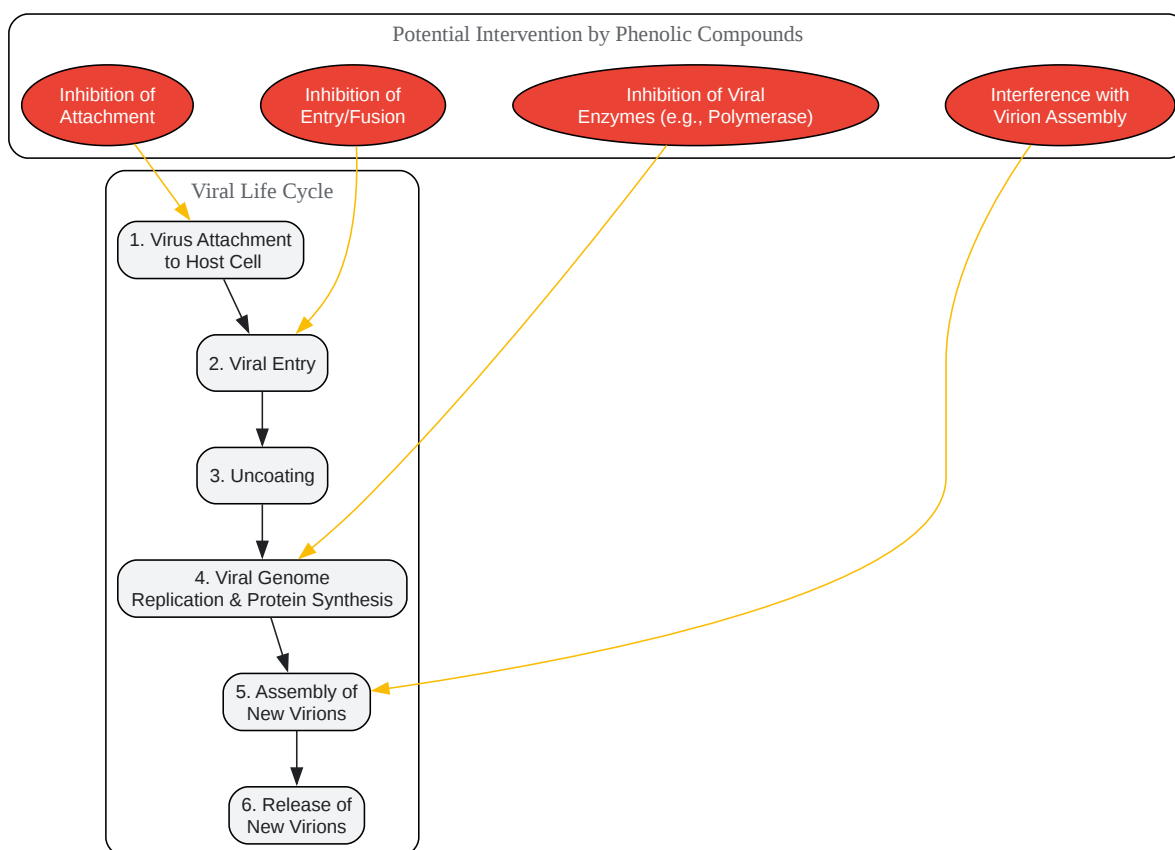 Potential Intervention by Phenolic Compounds
Inhibition of
Attachment
Inhibition of
Entry/Fusion
Inhibition of Viral
Enzymes (e.g., Polymerase)
Interference with
Virion Assembly
Viral Life Cycle
1. Virus Attachment
to Host Cell
2. Viral Entry
3. Uncoating
4. Viral Genome
Replication & Protein Synthesis
5. Assembly of
New Virions
6. Release of
New Virions